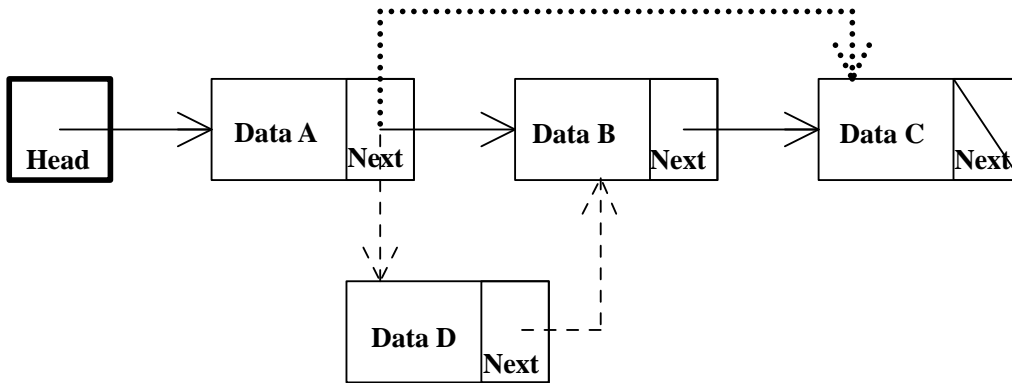 Head
Data A
Next
Data B
Next
Data C
Next
Data D
Next